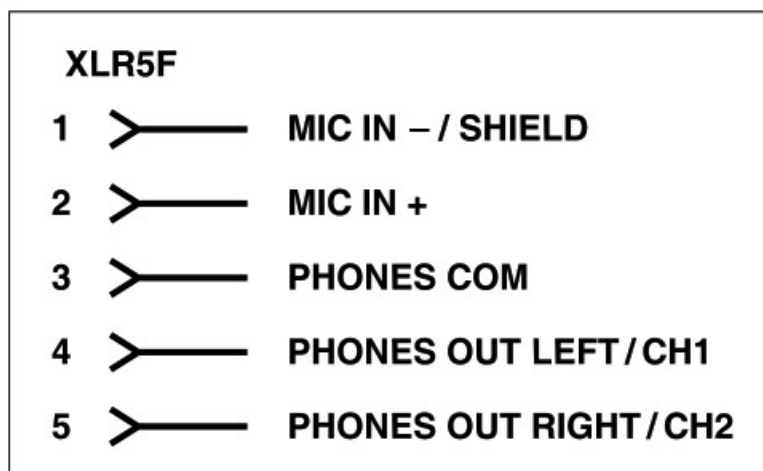 XLR5F
1 MIC IN – / SHIELD
2 MIC IN +
3 PHONES COM
4 PHONES OUT LEFT / CH1
5 PHONES OUT RIGHT / CH2